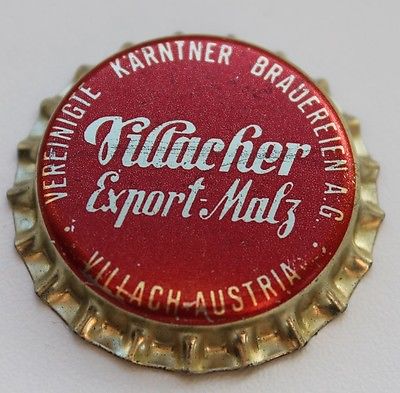 VEREINIGTE KÄRNTNER BRAUEREIEN A.G.
Villacher
Export-Malz
· VILLACH-AUSTRIA ·